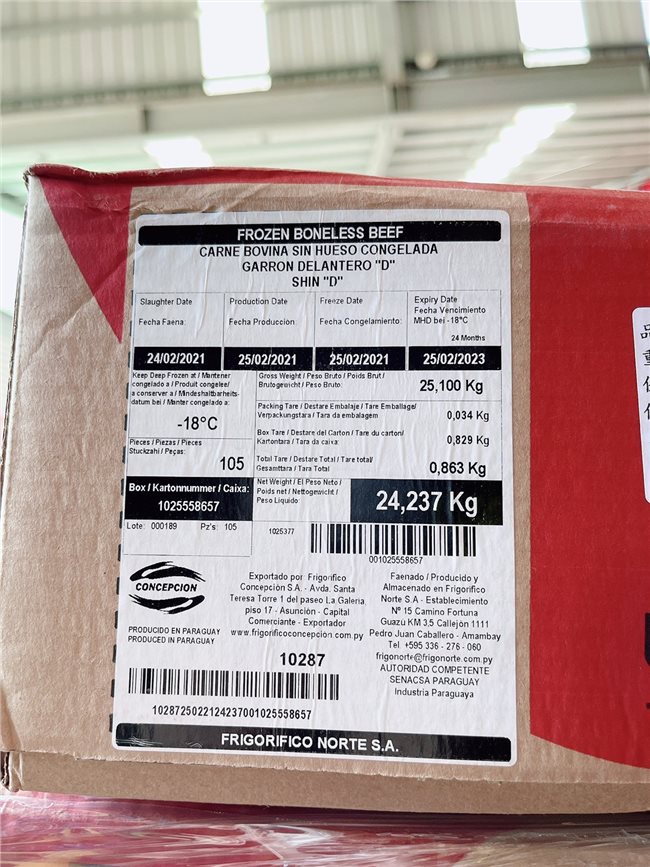 FROZEN BONELESS BEEF
CARNE BOVINA SIN HUESO CONGELADA
GARRON DELANTERO "D"
SHIN "D"
Slaughter Date
Fecha Faena:
24/02/2021
Production Date
Fecha Produccion:
25/02/2021
Freeze Date
Fecha Congelamiento:
25/02/2021
Expiry Date
Fecha Vencimiento
MHD bei -18°C
24 Months
25/02/2023
Keep Deep Frozen at / Mantener
congelado a / Produit congelee/
a conserver a / Mindeshaltbarheits-
datum bei / Manter congelado a:
-18°C
Pieces / Piezas / Pieces
Stuckzahl / Peças:
105
Gross Weight / Peso Bruto / Poids Brut /
Brutogewicht / Peso Bruto:
25,100 Kg
Packing Tare / Destare Embalaje / Tare Emballage/
Verpackungstara / Tara da embalagem
0,034 Kg
Box Tare / Destare del Carton / Tare du carton/
Kartontara / Tara da caixa:
0,829 Kg
Total Tare / Destare Total / Tare total/
Gesamttara / Tara Total
0,863 Kg
Box / Kartonnummer / Caixa:
1025558657
Net Weight / El Peso Neto /
Poids net / Nettogewicht /
Peso Liquido:
24,237 Kg
Lote: 000189 Pz's: 105
1025377
001025558657
CONCEPCION
PRODUCIDO EN PARAGUAY
PRODUCED IN PARAGUAY
Exportado por: Frigorifico
Concepción S.A. - Avda. Santa
Teresa Torre 1 del paseo La Galeria
piso 17 - Asunción - Capital
Comerciante - Exportador
www.frigorificoconcepcion.com.py
10287
Faenado / Producido y
Almacenado en Frigorifico
Norte S.A - Establecimiento
N° 15 Camino Fortuna
Guazú KM 3,5 Callejón 1111
Pedro Juan Caballero - Amambay
Tel. +595 336 - 276 - 060
frigonorte@frigonorte.com.py
AUTORIDAD COMPETENTE
SENACSA PARAGUAY
Industria Paraguaya
1028725022124237001025558657
FRIGORIFICO NORTE S.A.
品